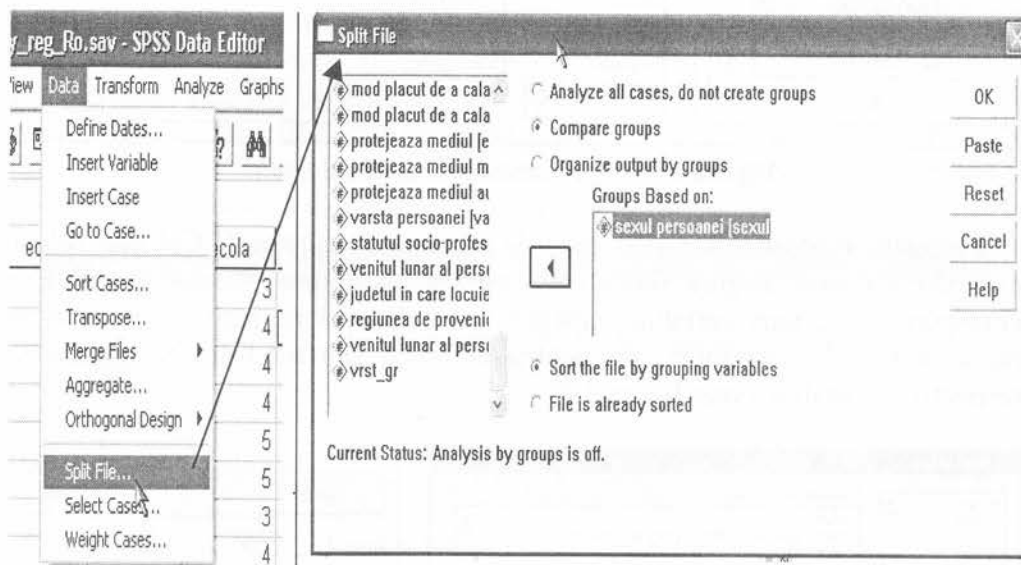 y_reg_Ro.sav - SPSS Data Editor
View Data Transform Analyze Graphs
Define Dates...
Insert Variable
Insert Case
Go to Case...
Sort Cases...
Transpose...
Merge Files
Aggregate...
Orthogonal Design
Split File...
Select Cases...
Weight Cases...
ec
cola
3
4
4
4
5
5
3
4
Split File
mod placut de a cala
mod placut de a cala
protejeaza mediul [e
protejeaza mediul m
protejeaza mediul au
varsta persoanei [va
statutul socio-profes
venitul lunar al perso
judetul in care locuie
regiunea de provenie
venitul lunar al perso
vrst_gr
Analyze all cases, do not create groups
Compare groups
Organize output by groups
Groups Based on:
sexul persoanei [sexul
Sort the file by grouping variables
File is already sorted
Current Status: Analysis by groups is off.
OK
Paste
Reset
Cancel
Help